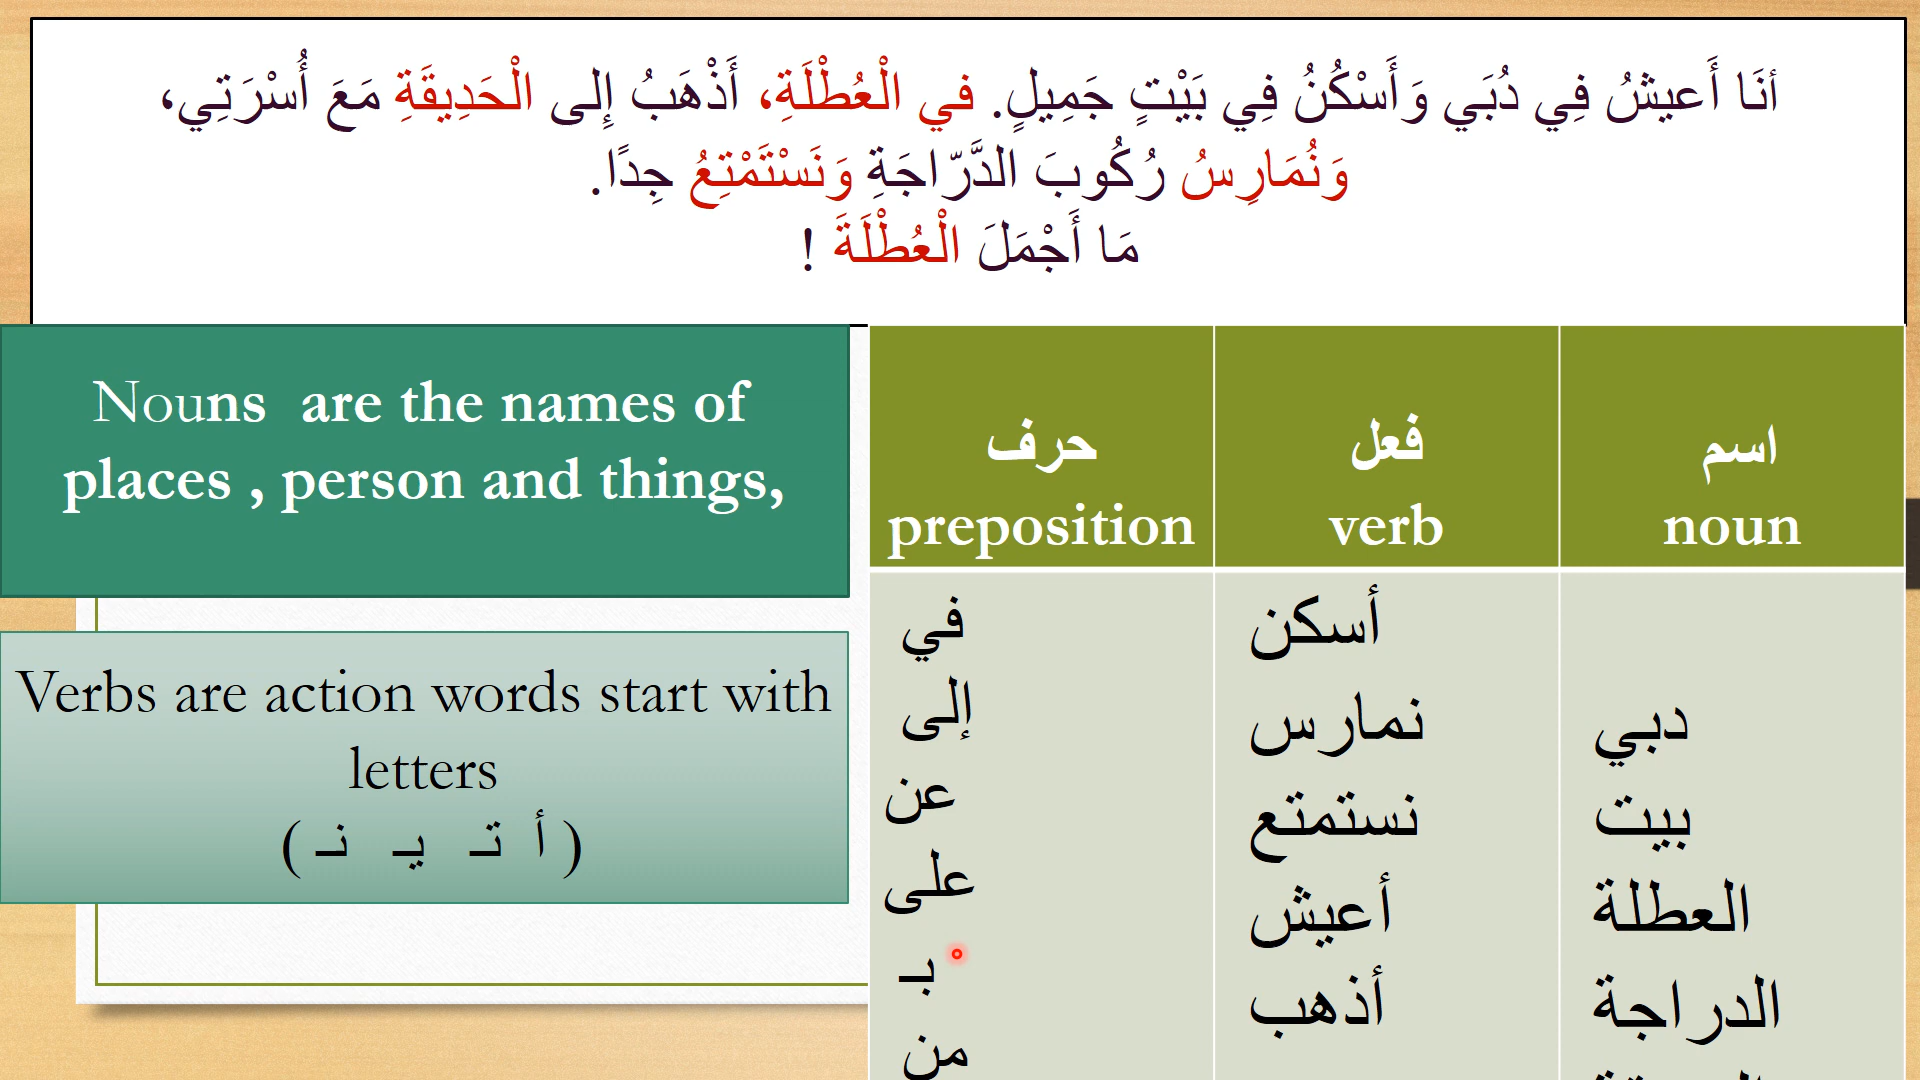 أنَا أَعيشُ فِي دُبَي وَأَسْكُنُ فِي بَيْتٍ جَمِيلٍ. في الْعُطْلَةِ، أَذْهَبُ إِلى الْحَدِيقَةِ مَعَ أُسْرَتِي،
وَنُمَارِسُ رُكُوبَ الدَّرّاجَةِ وَنَسْتَمْتِعُ جِدًا.
مَا أَجْمَلَ الْعُطْلَةَ !
Nouns are the names of
places , person and things,
Verbs are action words start with
letters
( أ تـ يـ نـ )
اسم
noun
فعل
verb
حرف
preposition
دبي
بيت
العطلة
الدراجة
أسكن
نمارس
نستمتع
أعيش
أذهب
في
إلى
عن
على
بـ
من